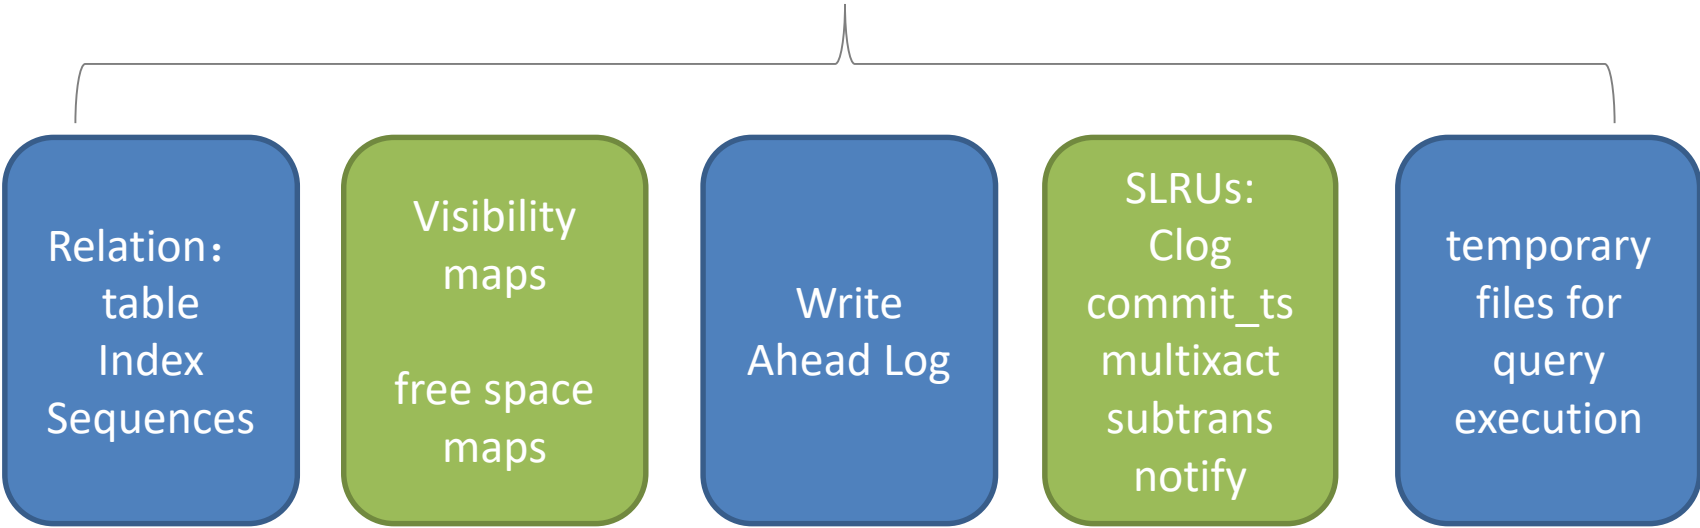 Relation：
table
Index
Sequences
Visibility
maps
free space
maps
Write
Ahead Log
SLRUs:
Clog
commit_ts
multixact
subtrans
notify
temporary
files for
query
execution